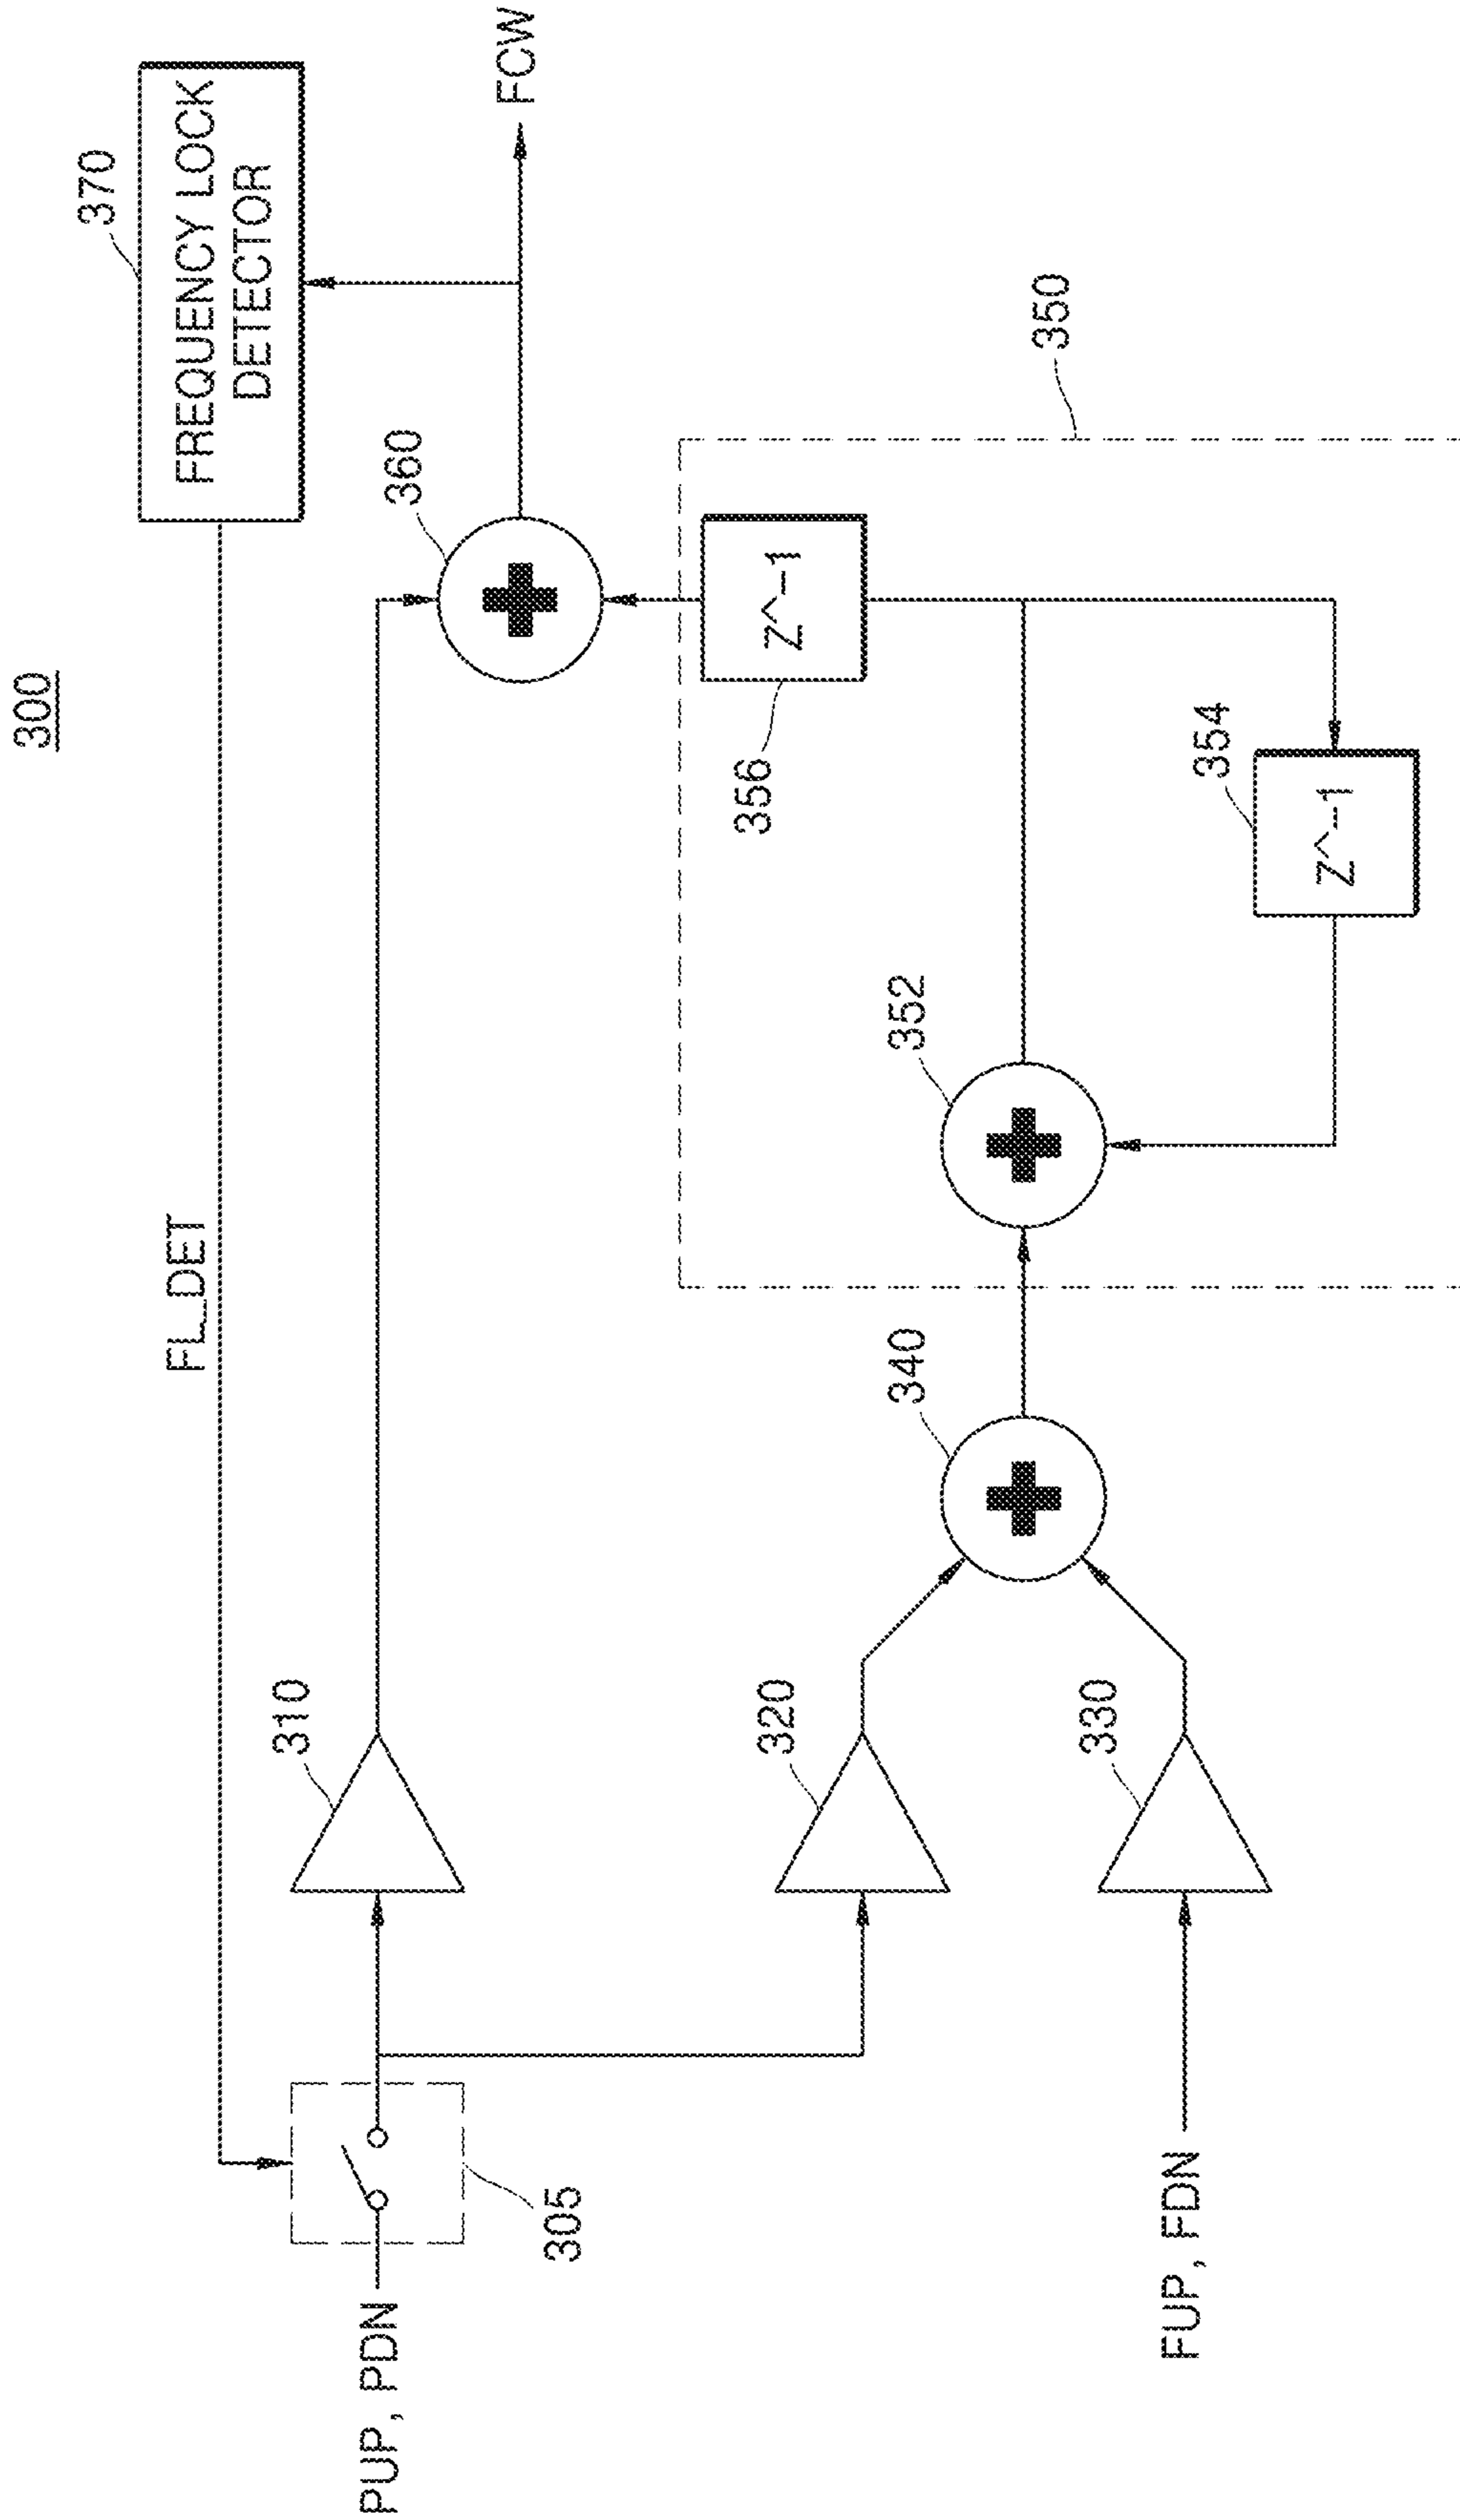 300
370
FREQUENCY LOCK
DETECTOR
FL_DET
FCW
360
310
305
PUP, PDN
350
356
Z^-1
320
340
352
354
Z^-1
330
FUP, FDN